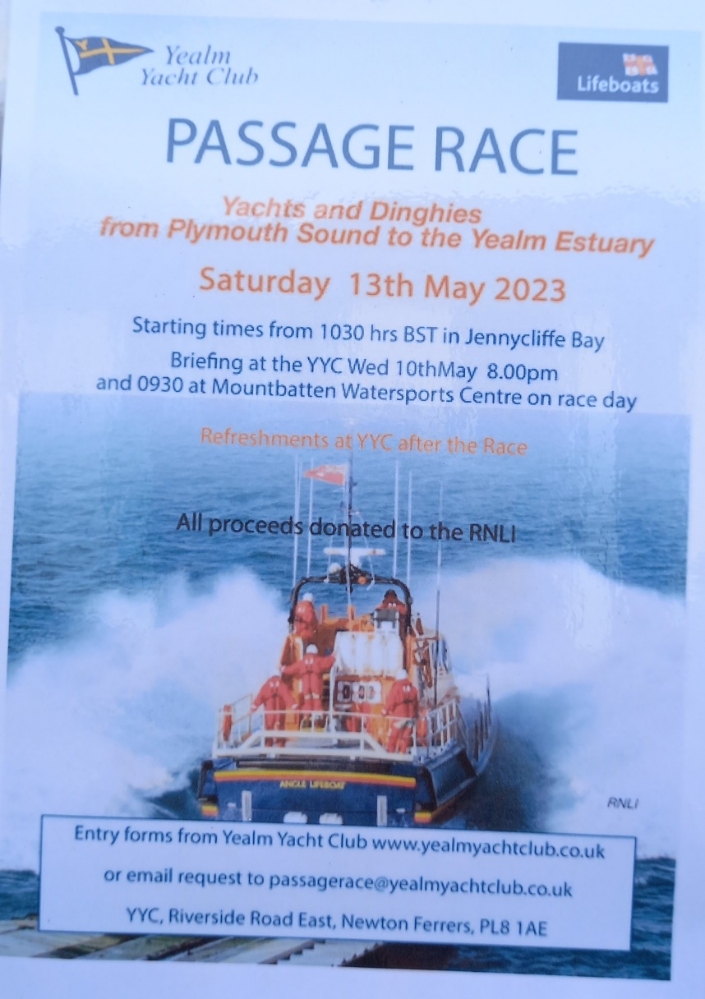 Yealm
Yacht Club
Lifeboats
PASSAGE RACE
Yachts and Dinghies
from Plymouth Sound to the Yealm Estuary
Saturday 13th May 2023
Starting times from 1030 hrs BST in Jennycliffe Bay
Briefing at the YYC Wed 10thMay 8.00pm
and 0930 at Mountbatten Watersports Centre on race day
Refreshments at YYC after the Race
All proceeds donated to the RNLI
ANGLE LIFEBOAT
RNLI
Entry forms from Yealm Yacht Club www.yealmyachtclub.co.uk
or email request to passagerace@yealmyachtclub.co.uk
YYC, Riverside Road East, Newton Ferrers, PL8 1AE